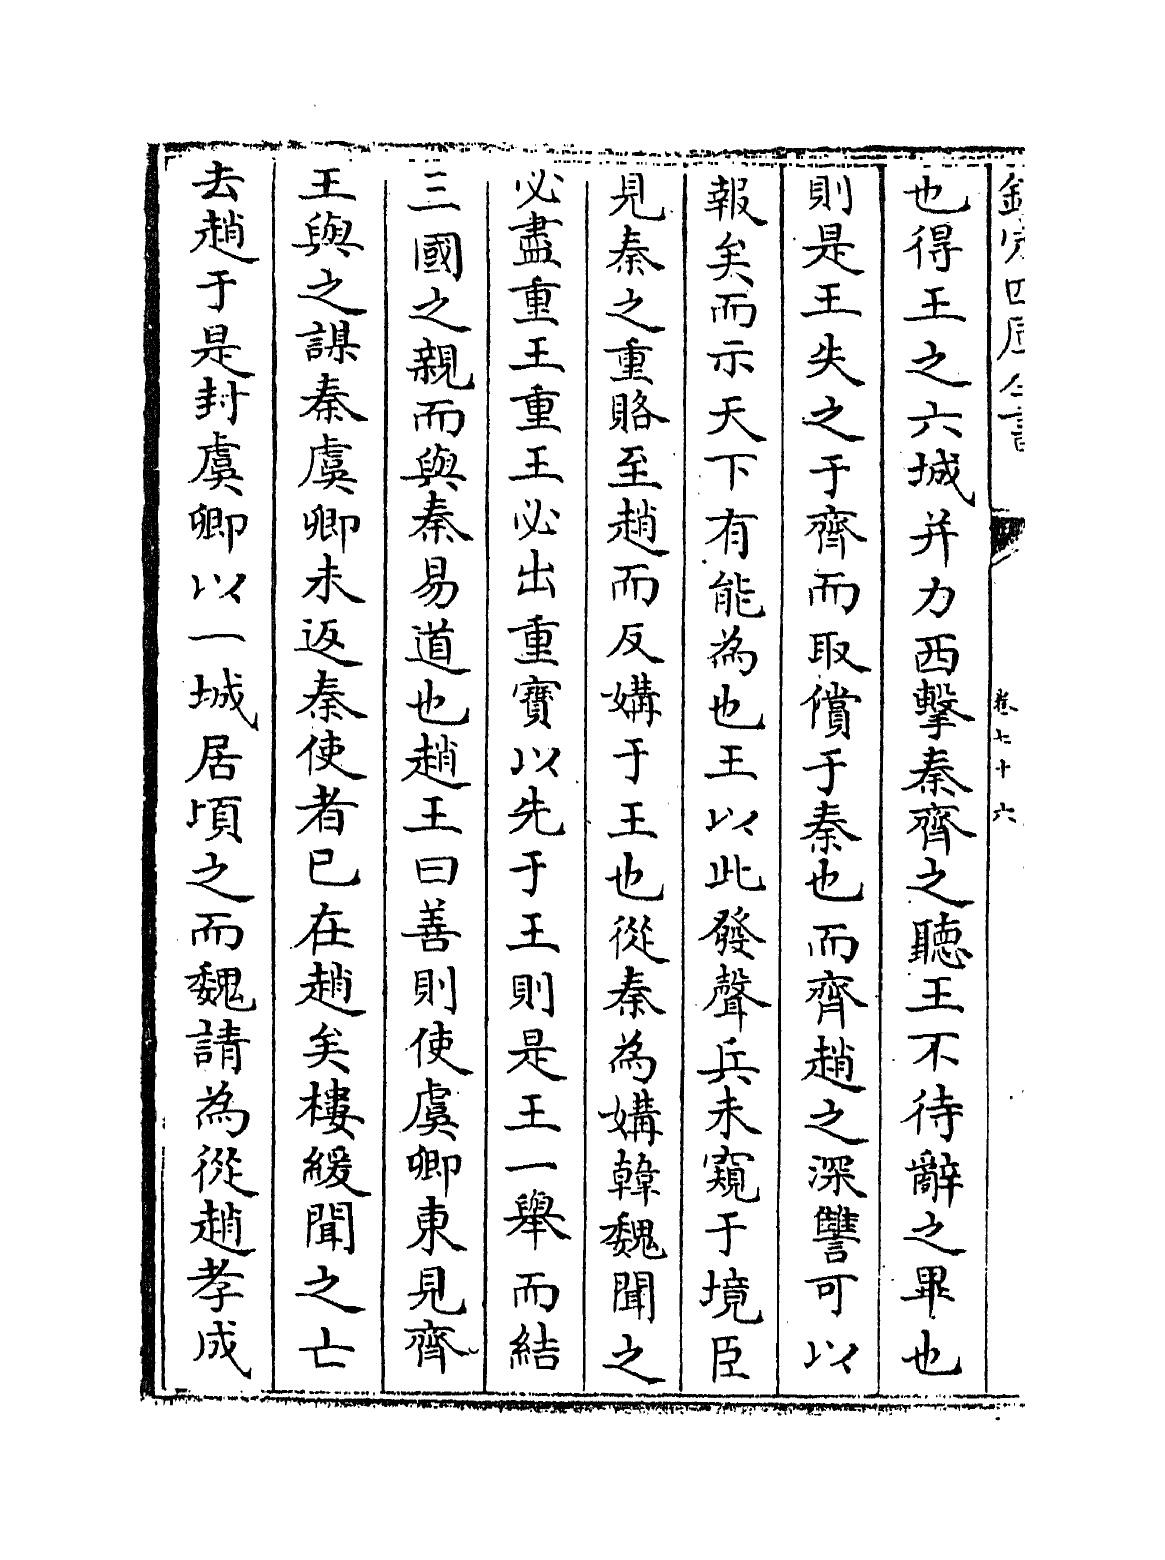 欽定四庫全書
卷七十六
也得王之六城并力西擊秦齊之聽王不待辭之畢也
則是王失之于齊而取償于秦也而齊趙之深讐可以
報矣而示天下有能為也王以此發聲兵未窺于境臣
見秦之重賂至趙而反媾于王也從秦為媾韓魏聞之
必盡重王重王必出重寶以先于王則是王一舉而結
三國之親而與秦易道也趙王曰善則使虞卿東見齊
王與之謀秦虞卿未返秦使者已在趙矣樓緩聞之亡
去趙于是封虞卿以一城居頃之而魏請為從趙孝成